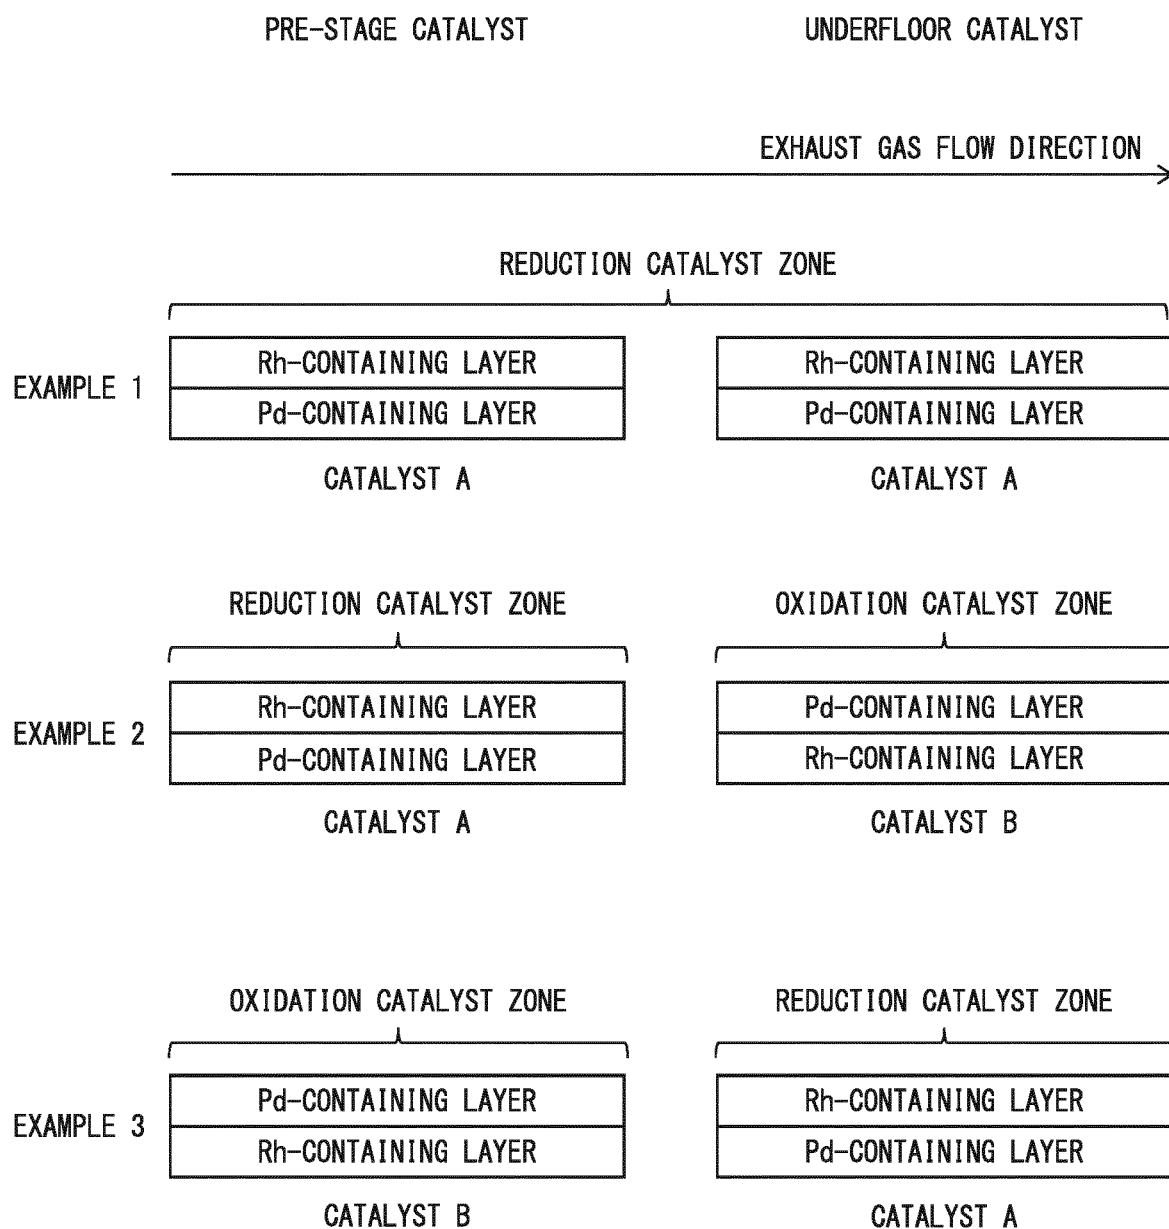 PRE-STAGE CATALYST
UNDERFLOOR CATALYST
EXHAUST GAS FLOW DIRECTION
REDUCTION CATALYST ZONE
EXAMPLE 1
Rh-CONTAINING LAYER
Pd-CONTAINING LAYER
CATALYST A
Rh-CONTAINING LAYER
Pd-CONTAINING LAYER
CATALYST A
EXAMPLE 2
REDUCTION CATALYST ZONE
Rh-CONTAINING LAYER
Pd-CONTAINING LAYER
CATALYST A
OXIDATION CATALYST ZONE
Pd-CONTAINING LAYER
Rh-CONTAINING LAYER
CATALYST B
EXAMPLE 3
OXIDATION CATALYST ZONE
Pd-CONTAINING LAYER
Rh-CONTAINING LAYER
CATALYST B
REDUCTION CATALYST ZONE
Rh-CONTAINING LAYER
Pd-CONTAINING LAYER
CATALYST A